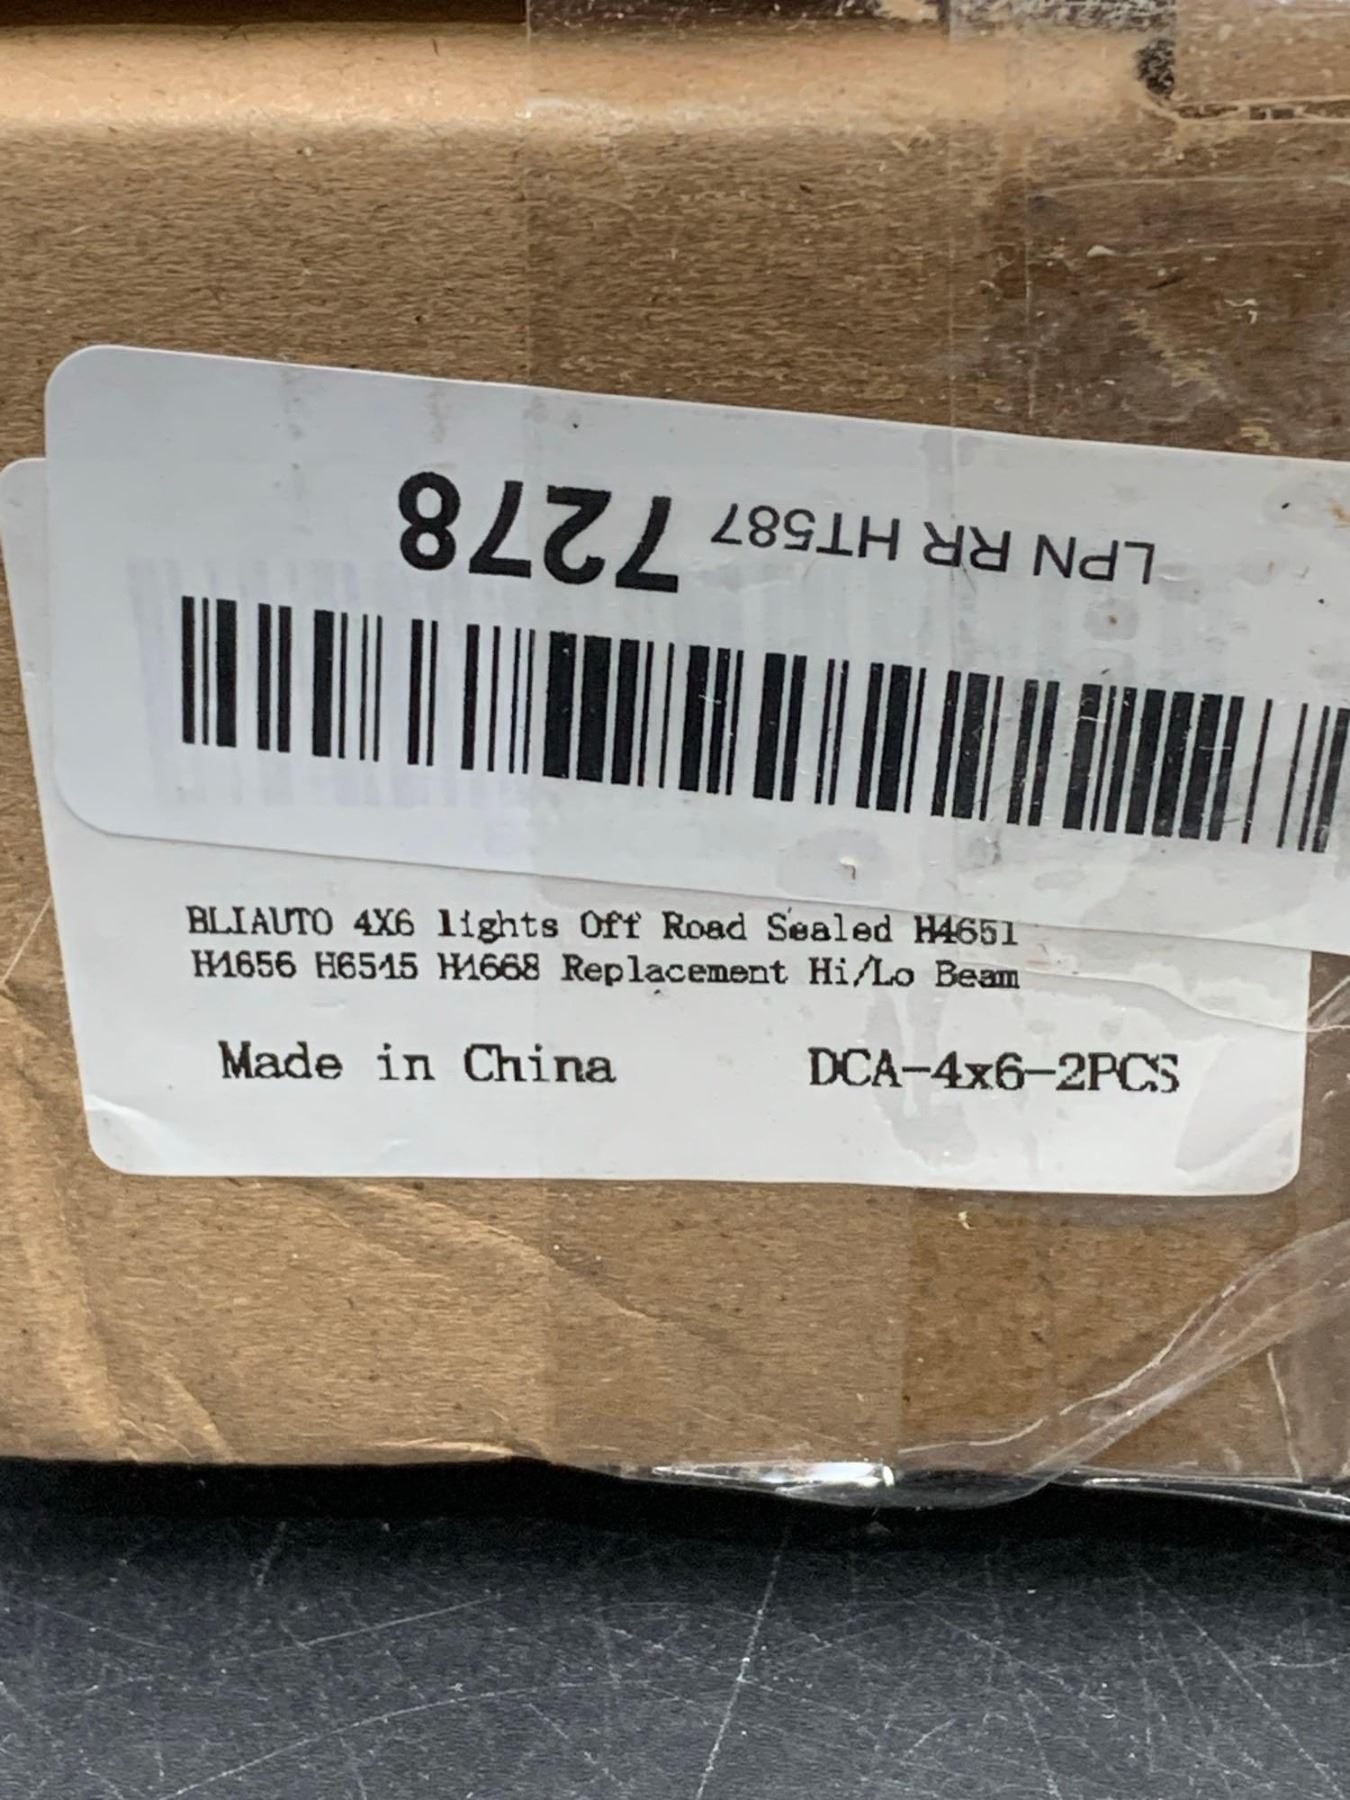 LPN RR HT587 7278
BLIAUTO 4X6 lights Off Road Sealed H4651
H4656 H6545 H4668 Replacement Hi/Lo Beam
Made in China DCA-4x6-2PCS